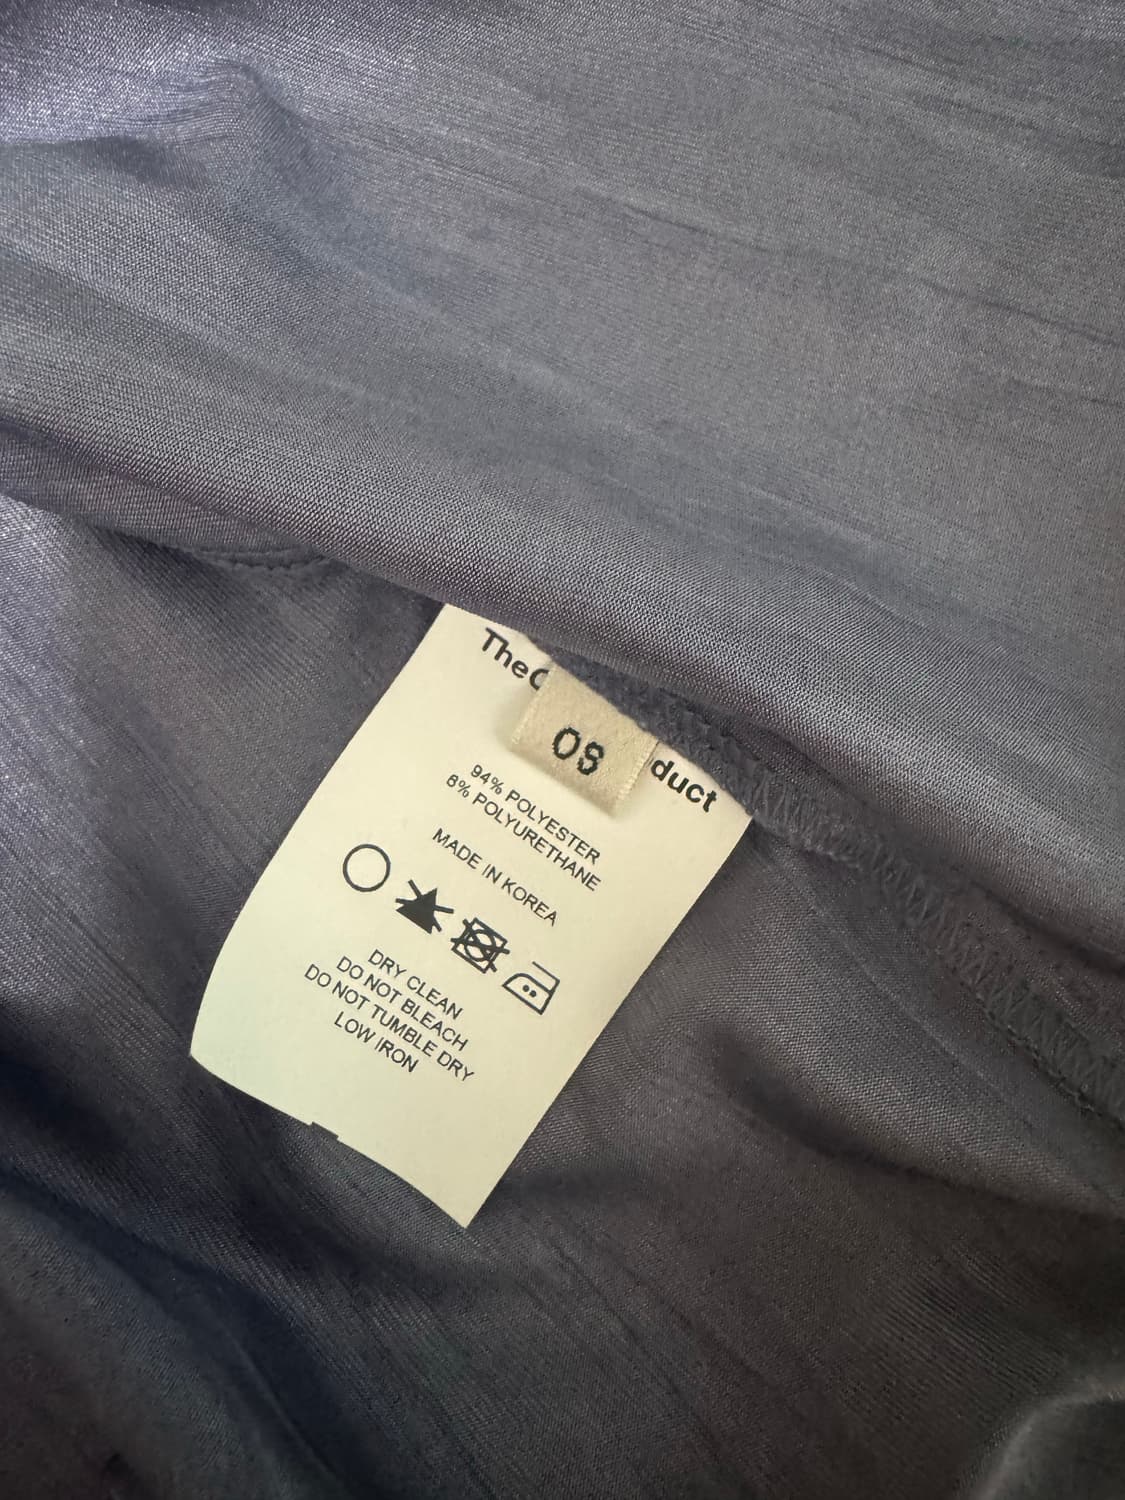 The
OS
duct
94% POLYESTER
6% POLYURETHANE
MADE IN KOREA
DRY CLEAN
DO NOT BLEACH
DO NOT TUMBLE DRY
LOW IRON